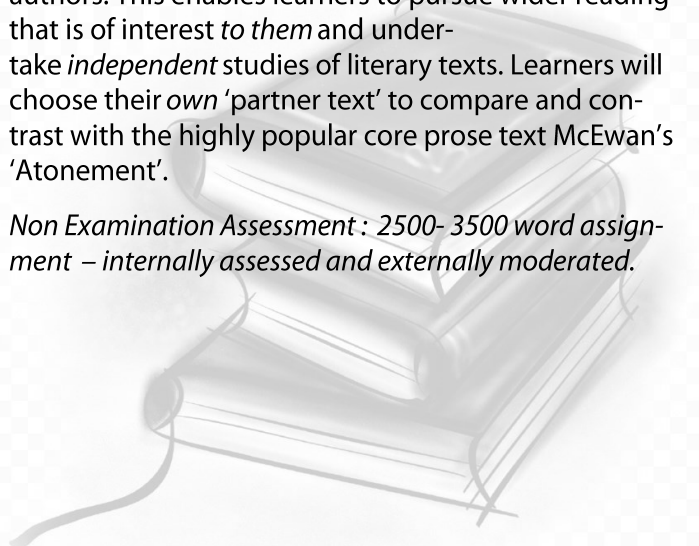 authors. This enables learners to pursue wider reading
that is of interest to them and under-
take independent studies of literary texts. Learners will
choose their own ‘partner text’ to compare and con-
trast with the highly popular core prose text McEwan’s
‘Atonement’.
Non Examination Assessment : 2500- 3500 word assign-
ment – internally assessed and externally moderated.